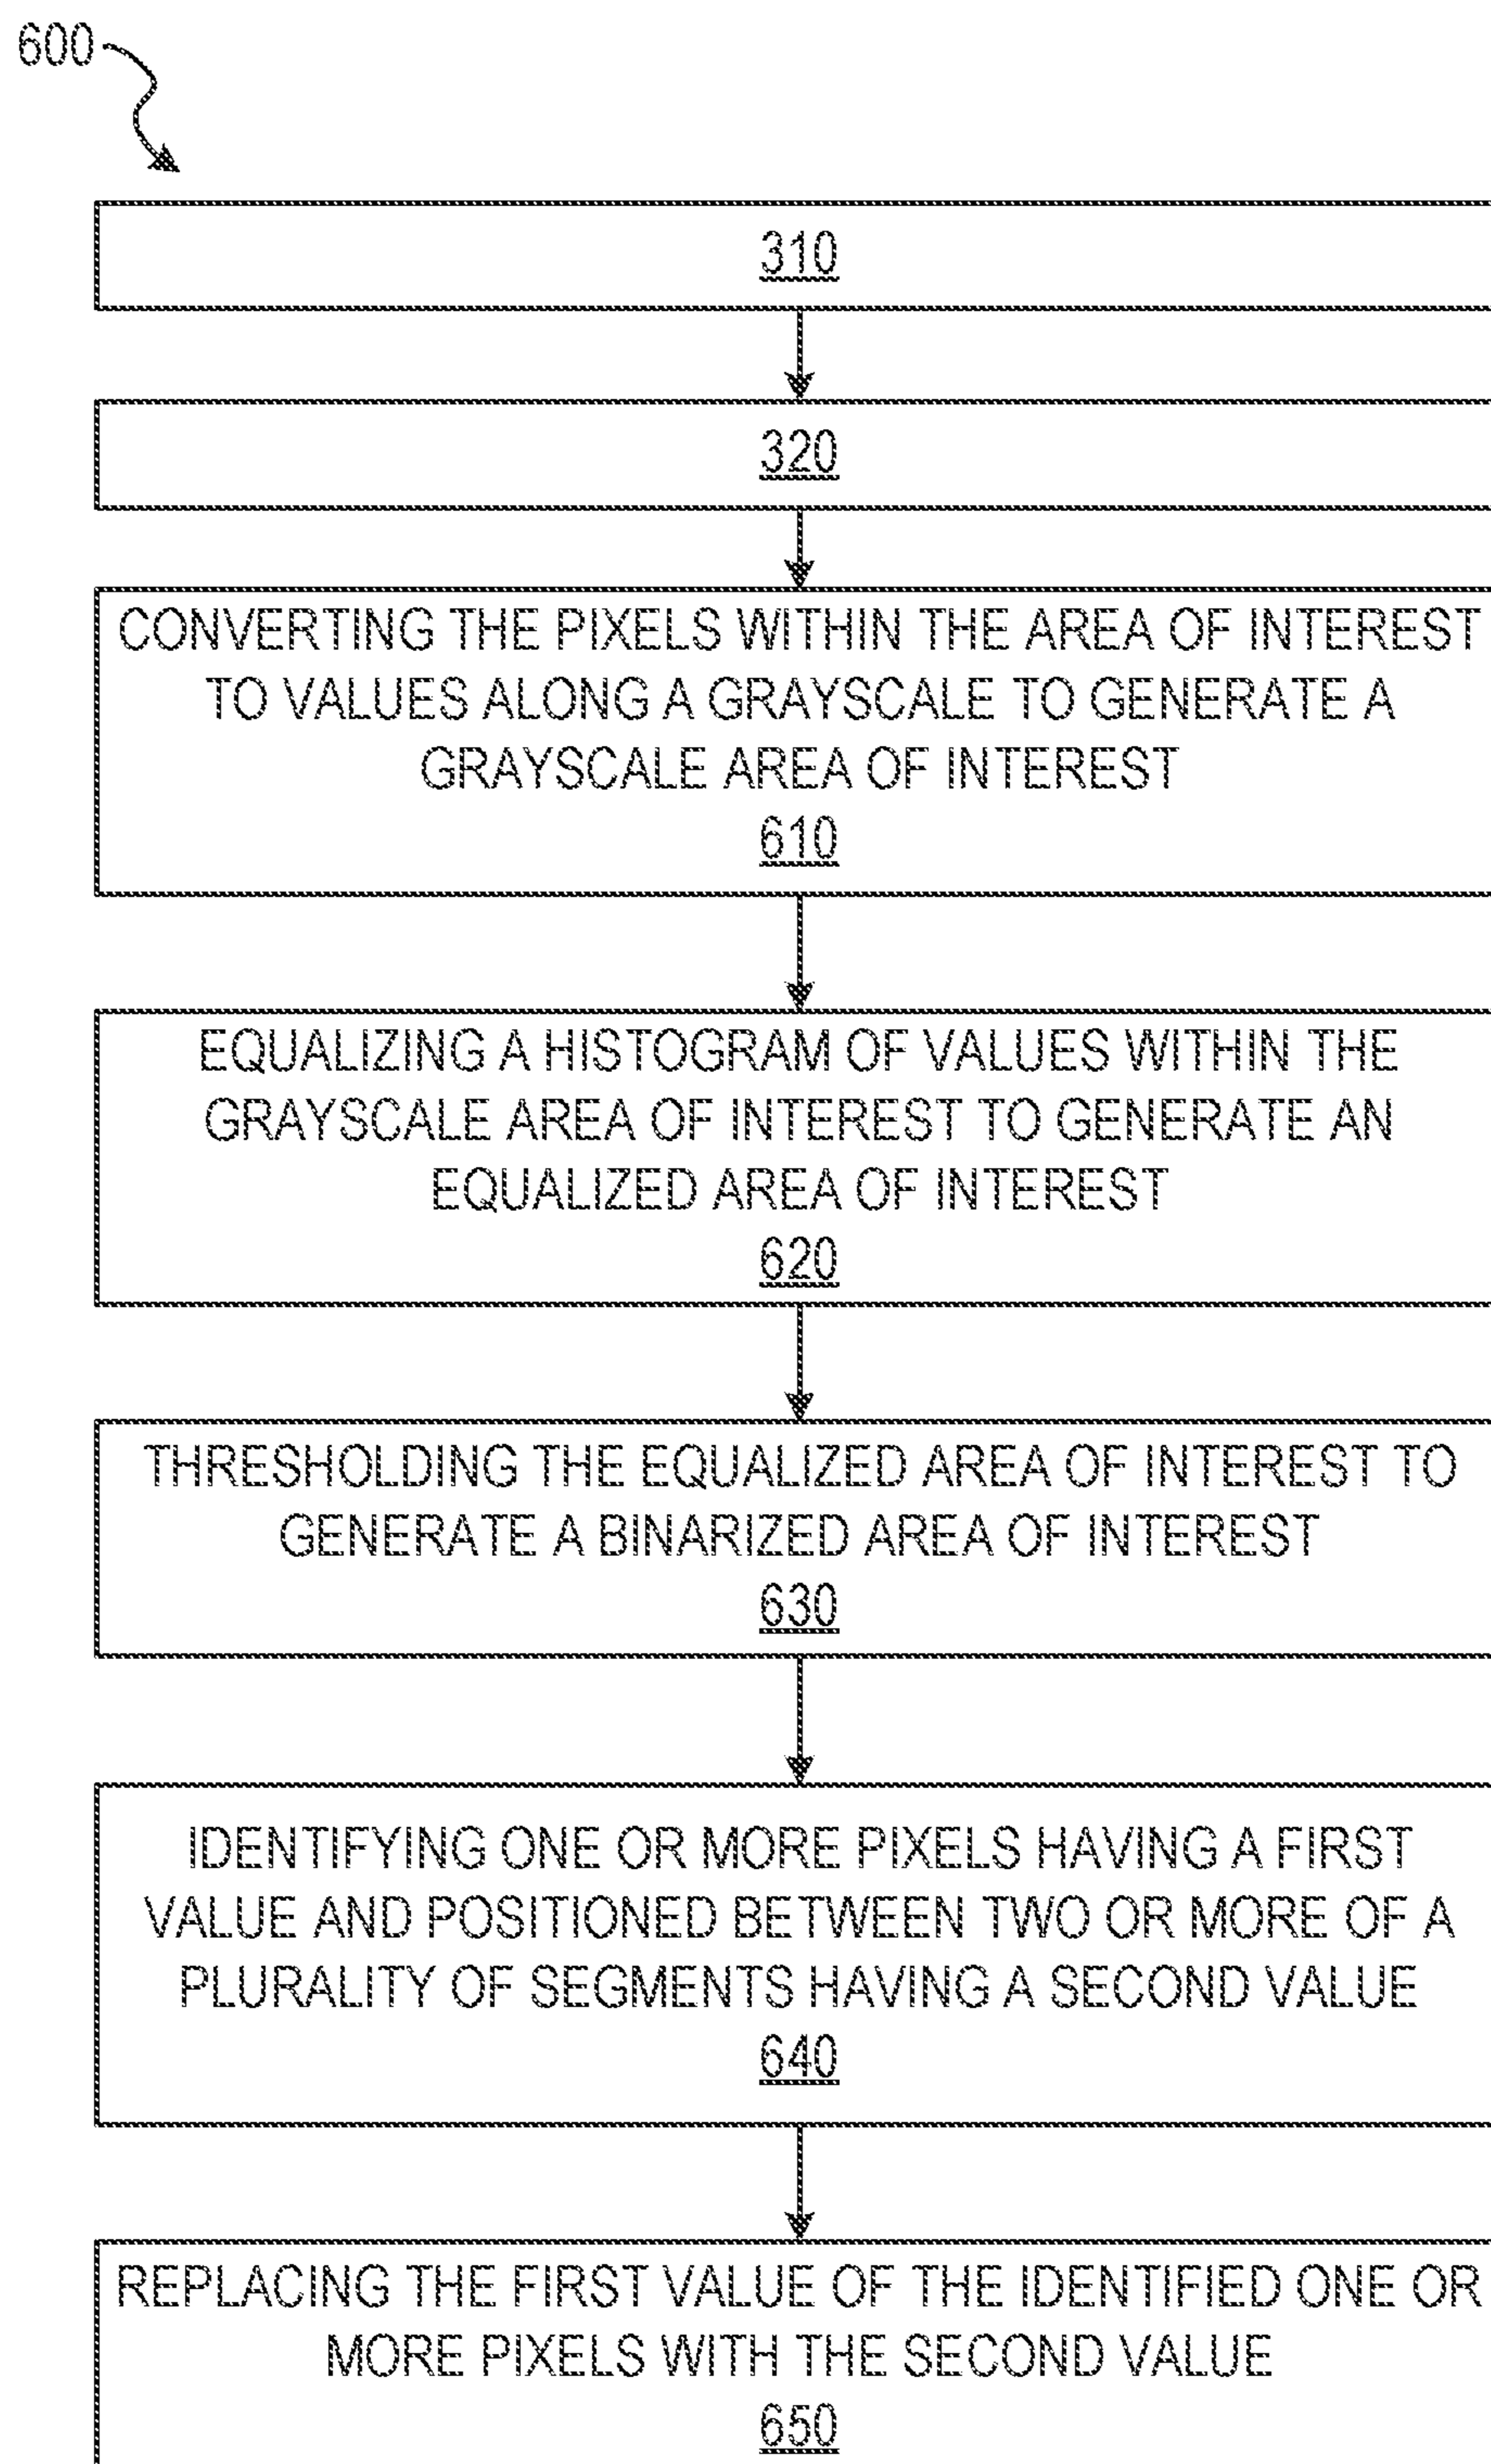 600
310
320
CONVERTING THE PIXELS WITHIN THE AREA OF INTEREST
TO VALUES ALONG A GRAYSCALE TO GENERATE A
GRAYSCALE AREA OF INTEREST
610
EQUALIZING A HISTOGRAM OF VALUES WITHIN THE
GRAYSCALE AREA OF INTEREST TO GENERATE AN
EQUALIZED AREA OF INTEREST
620
THRESHOLDING THE EQUALIZED AREA OF INTEREST TO
GENERATE A BINARIZED AREA OF INTEREST
630
IDENTIFYING ONE OR MORE PIXELS HAVING A FIRST
VALUE AND POSITIONED BETWEEN TWO OR MORE OF A
PLURALITY OF SEGMENTS HAVING A SECOND VALUE
640
REPLACING THE FIRST VALUE OF THE IDENTIFIED ONE OR
MORE PIXELS WITH THE SECOND VALUE
650